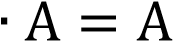 · A = A